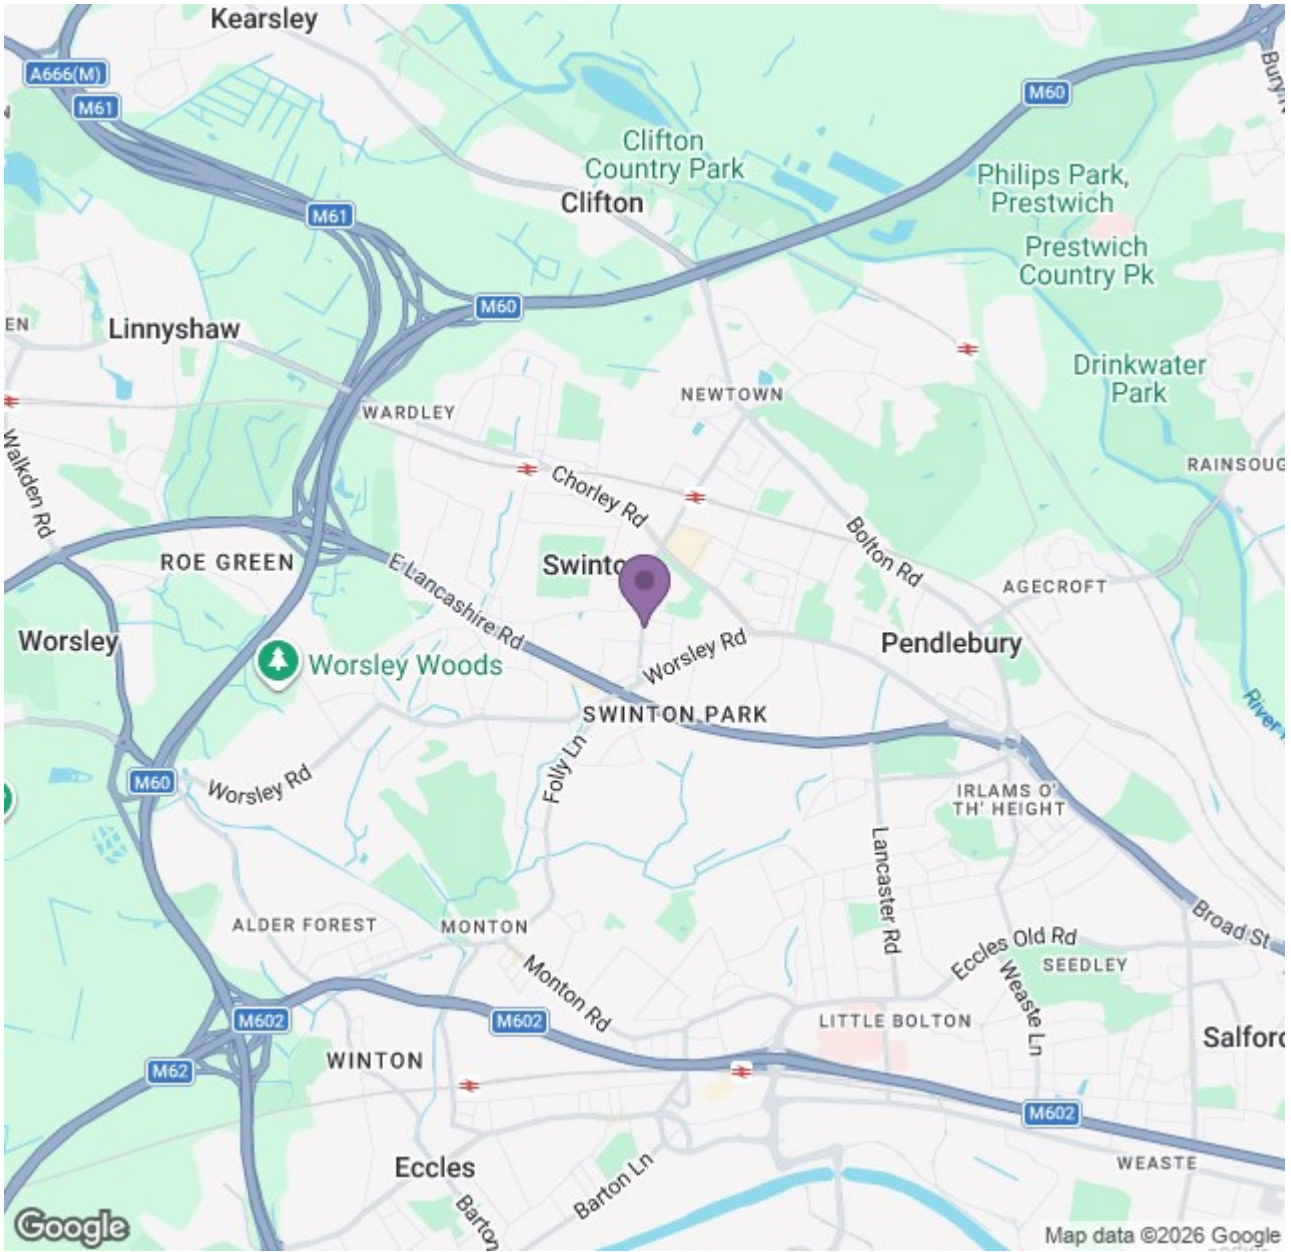 Kearsley
A666(M)
M61
M60
Clifton
Country Park
Philips Park,
Prestwich
Clifton
M61
Prestwich
Country Pk
M60
EN
Linnyshaw
Drinkwater
Park
NEWTOWN
WARDLEY
Walkden Rd
RAINSOUG
Chorley Rd
Bolton Rd
ROE GREEN
E Lancashire Rd
Swinto
AGECROFT
Worsley
Worsley Woods
Worsley Rd
Pendlebury
SWINTON PARK
River
Folly Ln
M60
Worsley Rd
IRLAMS O'
TH' HEIGHT
Lancaster Rd
ALDER FOREST
MONTON
Broad St
Eccles Old Rd
SEEDLEY
Monton Rd
Weaste Ln
M602
M602
LITTLE BOLTON
Salford
WINTON
M62
M602
Eccles
Barton Ln
WEASTE
Barton
Google
Map data ©2026 Google